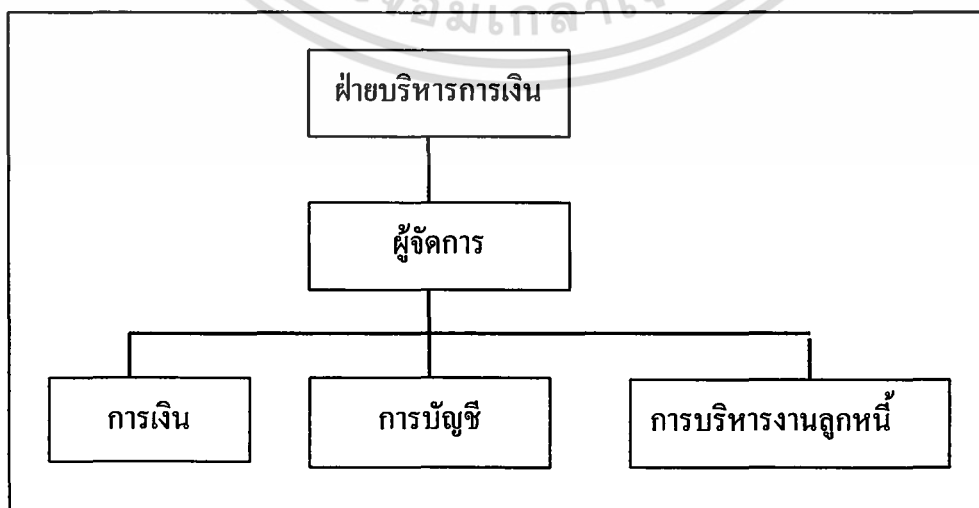 ฝ่ายบริหารการเงิน
ผู้จัดการ
การเงิน
การบัญชี
การบริหารงานลูกหนี้